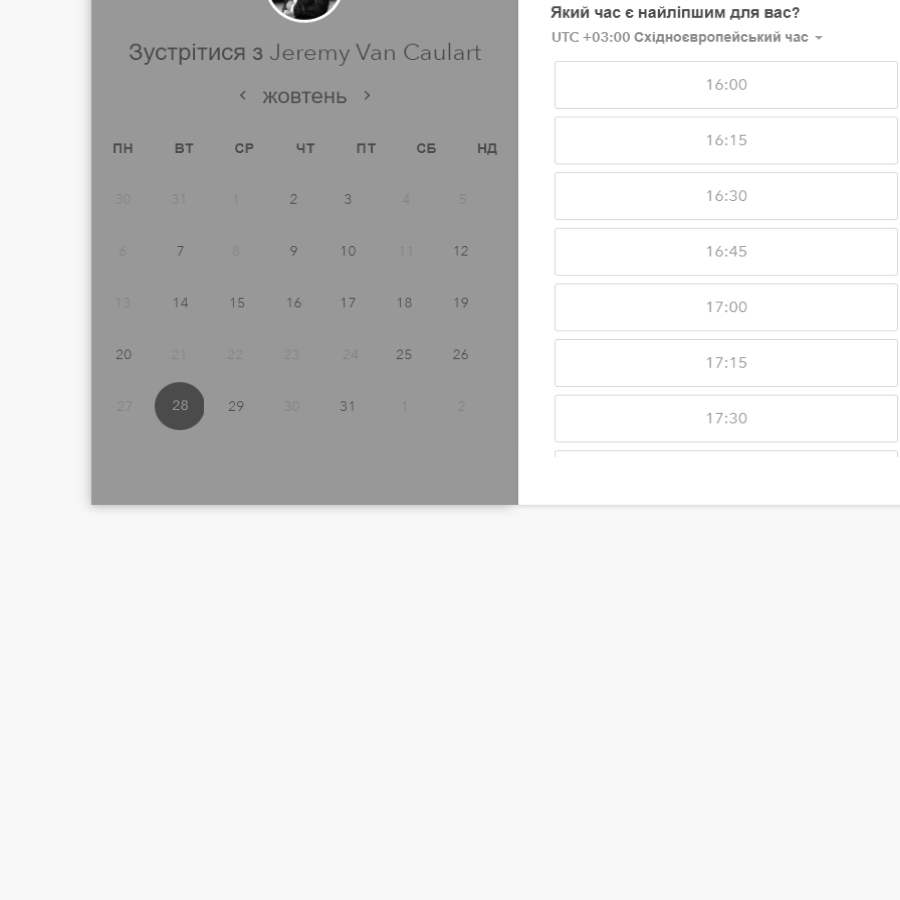 Зустрітися з Jeremy Van Caulart
жовтень
ПН ВТ СР ЧТ ПТ СБ НД
30 31 1 2 3 4 5
6 7 8 9 10 11 12
13 14 15 16 17 18 19
20 21 22 23 24 25 26
27 28 29 30 31 1 2
Який час є найліпшим для вас?
UTC +03:00 Східноєвропейський час
16:00
16:15
16:30
16:45
17:00
17:15
17:30